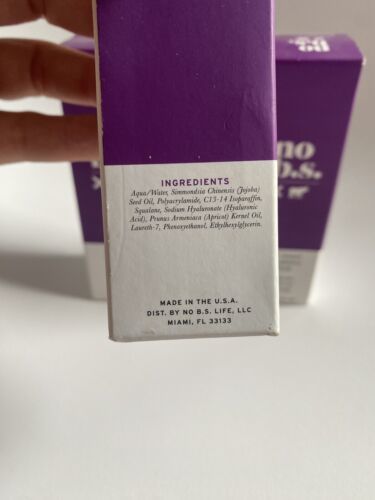 no
b.s.
INGREDIENTS
Aqua/Water, Simmondsia Chinensis (Jojoba)
Seed Oil, Polyacrylamide, C13-14 Isoparaffin,
Squalane, Sodium Hyaluronate (Hyaluronic
Acid), Prunus Armeniaca (Apricot) Kernel Oil,
Laureth-7, Phenoxyethanol, Ethylhexylglycerin.
MADE IN THE U.S.A.
DIST. BY NO B.S. LIFE, LLC
MIAMI, FL 33133